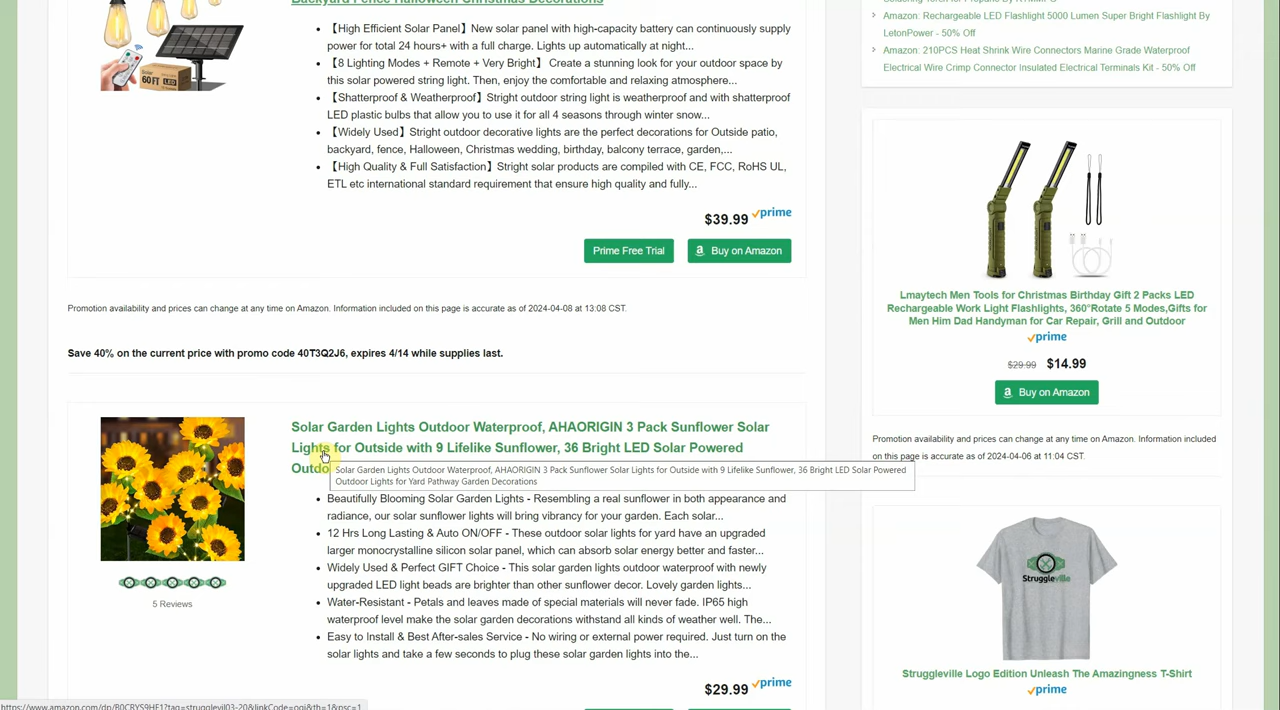 Backyard Fence Halloween Christmas Decorations
【High Efficient Solar Panel】New solar panel with high-capacity battery can continuously supply
power for total 24 hours+ with a full charge. Lights up automatically at night...
【8 Lighting Modes + Remote + Very Bright】 Create a stunning look for your outdoor space by
this solar powered string light. Then, enjoy the comfortable and relaxing atmosphere...
【Shatterproof & Weatherproof】Stright outdoor string light is weatherproof and with shatterproof
LED plastic bulbs that allow you to use it for all 4 seasons through winter snow...
【Widely Used】Stright outdoor decorative lights are the perfect decorations for Outside patio,
backyard, fence, Halloween, Christmas wedding, birthday, balcony terrace, garden,...
【High Quality & Full Satisfaction】Stright solar products are compiled with CE, FCC, RoHS UL,
ETL etc international standard requirement that ensure high quality and fully...
Solar
60FT
LED
$39.99 prime
Prime Free Trial
Buy on Amazon
Promotion availability and prices can change at any time on Amazon. Information included on this page is accurate as of 2024-04-08 at 13:08 CST.
Save 40% on the current price with promo code 40T3Q2J6, expires 4/14 while supplies last.
Solar Garden Lights Outdoor Waterproof, AHAORIGIN 3 Pack Sunflower Solar
Lights for Outside with 9 Lifelike Sunflower, 36 Bright LED Solar Powered
Outdo
Solar Garden Lights Outdoor Waterproof, AHAORIGIN 3 Pack Sunflower Solar Lights for Outside with 9 Lifelike Sunflower, 36 Bright LED Solar Powered
Outdoor Lights for Yard Pathway Garden Decorations
Beautifully Blooming Solar Garden Lights - Resembling a real sunflower in both appearance and
radiance, our solar sunflower lights will bring vibrancy for your garden. Each solar...
12 Hrs Long Lasting & Auto ON/OFF - These outdoor solar lights for yard have an upgraded
larger monocrystalline silicon solar panel, which can absorb solar energy better and faster...
Widely Used & Perfect GIFT Choice - This solar garden lights outdoor waterproof with newly
upgraded LED light beads are brighter than other sunflower decor. Lovely garden lights...
Water-Resistant - Petals and leaves made of special materials will never fade. IP65 high
waterproof level make the solar garden decorations withstand all kinds of weather well. The...
Easy to Install & Best After-sales Service - No wiring or external power required. Just turn on the
solar lights and take a few seconds to plug these solar garden lights into the...
5 Reviews
$29.99 prime
https://www.amazon.com/dp/B0CRYS9HF1?tag=strugglevil03-20&linkCode=ogi&th=1&psc=1
Amazon: Rechargeable LED Flashlight 5000 Lumen Super Bright Flashlight By
LetonPower - 50% Off
Amazon: 210PCS Heat Shrink Wire Connectors Marine Grade Waterproof
Electrical Wire Crimp Connector Insulated Electrical Terminals Kit - 50% Off
Lmaytech Men Tools for Christmas Birthday Gift 2 Packs LED
Rechargeable Work Light Flashlights, 360°Rotate 5 Modes,Gifts for
Men Him Dad Handyman for Car Repair, Grill and Outdoor
prime
$29.99 $14.99
Buy on Amazon
Promotion availability and prices can change at any time on Amazon. Information included
on this page is accurate as of 2024-04-06 at 11:04 CST.
Struggleville
Struggleville Logo Edition Unleash The Amazingness T-Shirt
prime